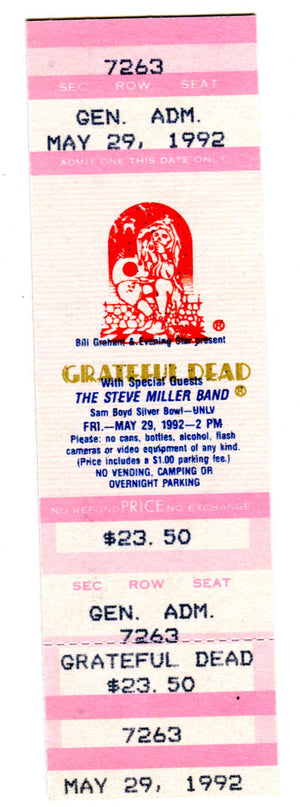 7263
SEC ROW SEAT
GEN. ADM.
MAY 29, 1992
ADMIT ONE THIS DATE ONLY
®
Bill Graham & Evening Star present
GRATEFUL DEAD
With Special Guests
THE STEVE MILLER BAND ®
Sam Boyd Silver Bowl—UNLV
FRI.—MAY 29, 1992—2 PM
Please: no cans, bottles, alcohol, flash
cameras or video equipment of any kind.
(Price includes a $1.00 parking fee.)
NO VENDING, CAMPING OR
OVERNIGHT PARKING
NO REFUND PRICE NO EXCHANGE
$23.50
SEC ROW SEAT
GEN. ADM.
7263
GRATEFUL DEAD
$23.50
7263
MAY 29, 1992